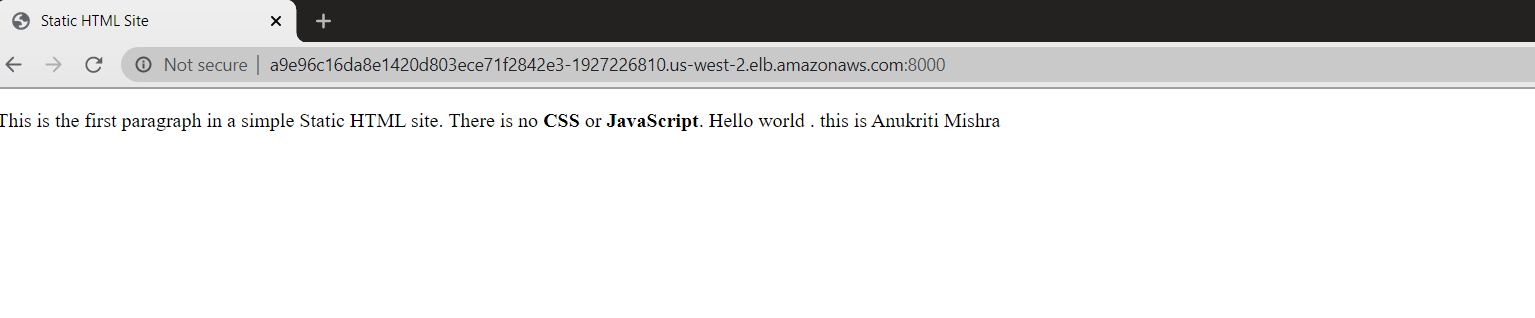 Static HTML Site
Not secure | a9e96c16da8e1420d803ece71f2842e3-1927226810.us-west-2.elb.amazonaws.com:8000
This is the first paragraph in a simple Static HTML site. There is no CSS or JavaScript. Hello world . this is Anukriti Mishra